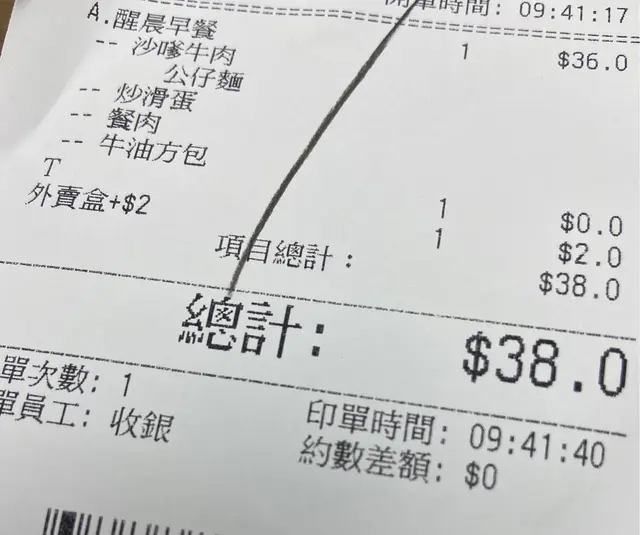 開單時間: 09:41:17
A.醒晨早餐 1 $36.0
-- 沙嗲牛肉
公仔麵
-- 炒滑蛋
-- 餐肉
-- 牛油方包
T 1 $0.0
外賣盒+$2 1 $2.0
項目總計: $38.0
總計: $38.0
單次數: 1
單員工: 收銀
印單時間: 09:41:40
約數差額: $0